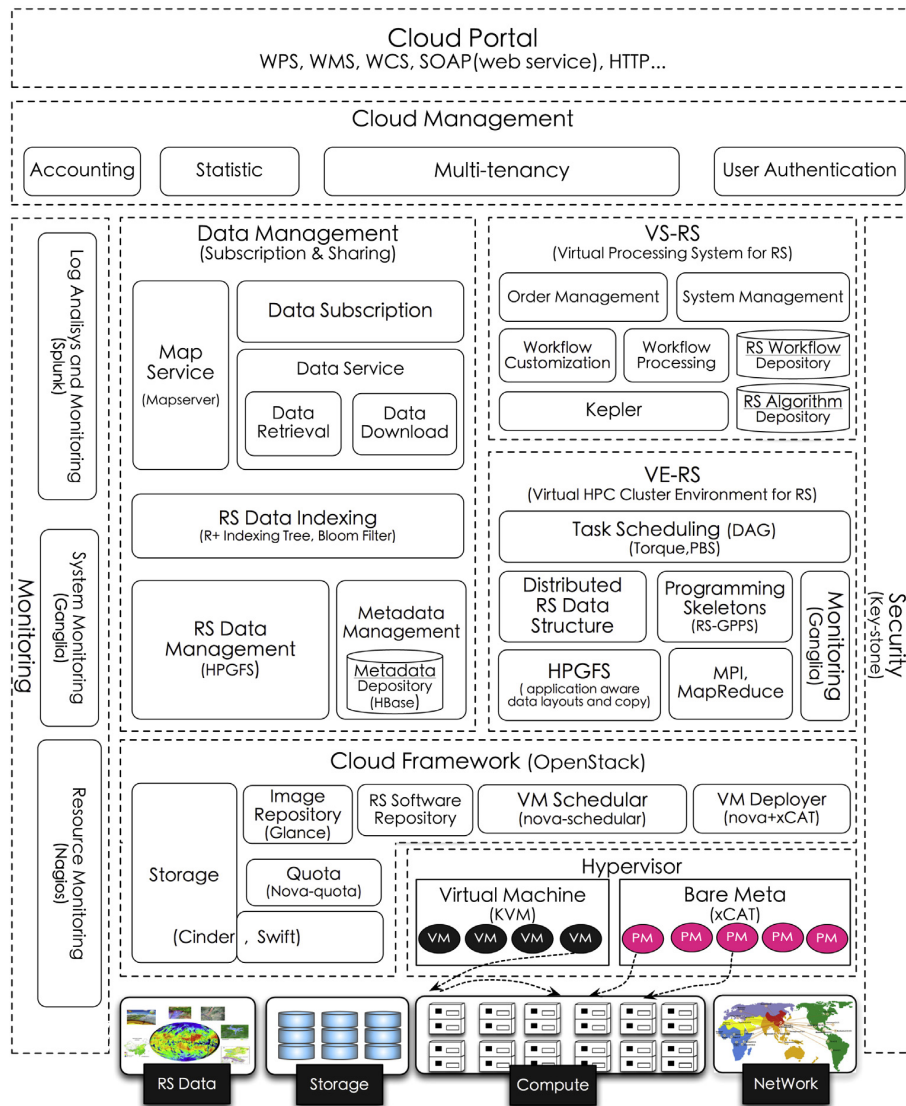 Cloud Portal
WPS, WMS, WCS, SOAP(web service), HTTP...
Cloud Management
Accounting
Statistic
Multi-tenancy
User Authentication
Monitoring
Log Analisys and Monitoring
(Splunk)
System Monitoring
(Ganglia)
Resource Monitoring
(Nagios)
Data Management
(Subscription & Sharing)
Map
Service
(Mapserver)
Data Subscription
Data Service
Data
Retrieval
Data
Download
RS Data Indexing
(R+ Indexing Tree, Bloom Filter)
RS Data
Management
(HPGFS)
Metadata
Management
Metadata
Depository
(HBase)
VS-RS
(Virtual Processing System for RS)
Order Management
System Management
Workflow
Customization
Workflow
Processing
RS Workflow
Depository
Kepler
RS Algorithm
Depository
VE-RS
(Virtual HPC Cluster Environment for RS)
Task Scheduling (DAG)
(Torque,PBS)
Distributed
RS Data
Structure
Programming
Skeletons
(RS-GPPS)
Monitoring
(Ganglia)
HPGFS
( application aware
data layouts and copy)
MPI,
MapReduce
Security
(Key-stone)
Cloud Framework (OpenStack)
Storage
(Cinder , Swift)
Image
Repository
(Glance)
RS Software
Repository
VM Schedular
(nova-schedular)
VM Deployer
(nova+xCAT)
Quota
(Nova-quota)
Hypervisor
Virtual Machine
(KVM)
VM VM VM VM
Bare Meta
(xCAT)
PM PM PM PM PM
RS Data
Storage
Compute
NetWork